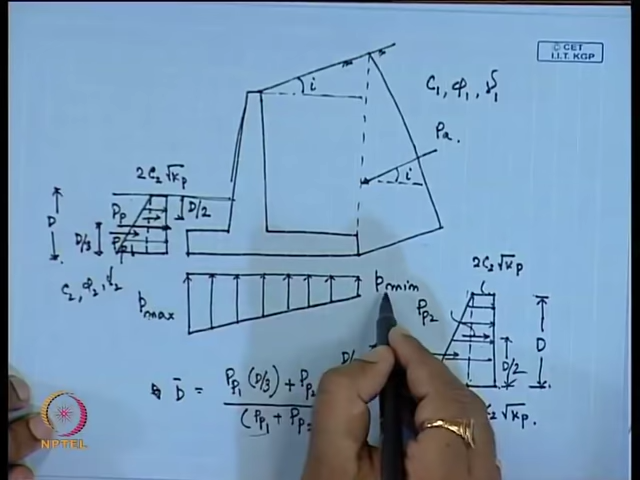 © CET
I.I.T. KGP
i
C₁, φ₁, γ₁
Pa.
i
2C₂√Kp
D
Pp
D/2
D/3
C₂, φ₂, γ₂
Pmax
Pmin
2C₂√Kp
Pp₂
D
D/2
D/
C₂√Kp.
D̄ = Pp₁ (D/3) + Pp₂
(Pp₁ + Pp₂
NPTEL